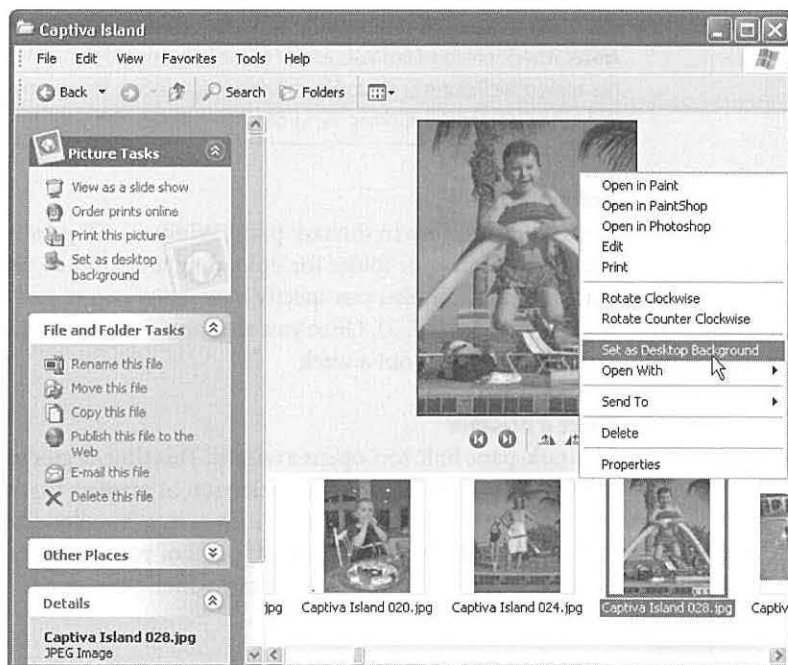 Captiva Island
File Edit View Favorites Tools Help
Back Search Folders
Picture Tasks
View as a slide show
Order prints online
Print this picture
Set as desktop
background
File and Folder Tasks
Rename this file
Move this file
Copy this file
Publish this file to the
Web
E-mail this file
Delete this file
Other Places
Details
Captiva Island 028.jpg
JPEG Image
Open in Paint
Open in PaintShop
Open in Photoshop
Edit
Print
Rotate Clockwise
Rotate Counter Clockwise
Set as Desktop Background
Open With
Send To
Delete
Properties
jpg Captiva Island 020.jpg Captiva Island 024.jpg Captiva Island 028.jpg Captiv